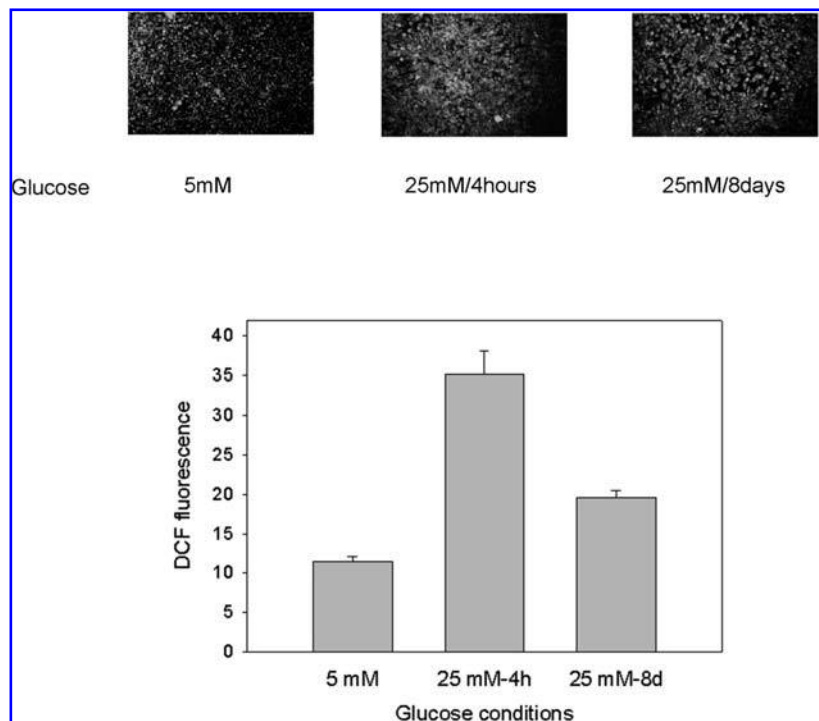 Glucose 5mM 25mM/4hours 25mM/8days
40
35
30
25
20
15
10
5
0
DCF fluorescence
5 mM 25 mM-4h 25 mM-8d
Glucose conditions